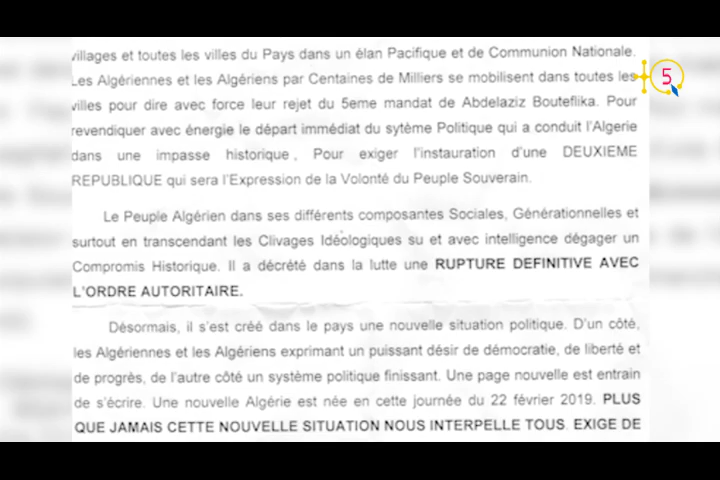 villages et toutes les villes du Pays dans un élan Pacifique et de Communion Nationale.
Les Algériennes et les Algériens par Centaines de Milliers se mobilisent dans toutes les
villes pour dire avec force leur rejet du 5eme mandat de Abdelaziz Bouteflika. Pour
revendiquer avec énergie le départ immédiat du sytème Politique qui a conduit l'Algerie
dans une impasse historique, Pour exiger l'instauration d'une DEUXIEME
REPUBLIQUE qui sera l'Expression de la Volonté du Peuple Souverain.
Le Peuple Algérien dans ses différents composantes Sociales, Générationnelles et
surtout en transcendant les Clivages Idéologiques su et avec intelligence dégager un
Compromis Historique. Il a décrété dans la lutte une RUPTURE DEFINITIVE AVEC
L'ORDRE AUTORITAIRE.
Désormais, il s'est créé dans le pays une nouvelle situation politique. D'un côté,
les Algériennes et les Algériens exprimant un puissant désir de démocratie, de liberté et
de progrès, de l'autre côté un système politique finissant. Une page nouvelle est entrain
de s'écrire. Une nouvelle Algérie est née en cette journée du 22 février 2019. PLUS
QUE JAMAIS CETTE NOUVELLE SITUATION NOUS INTERPELLE TOUS. EXIGE DE
5